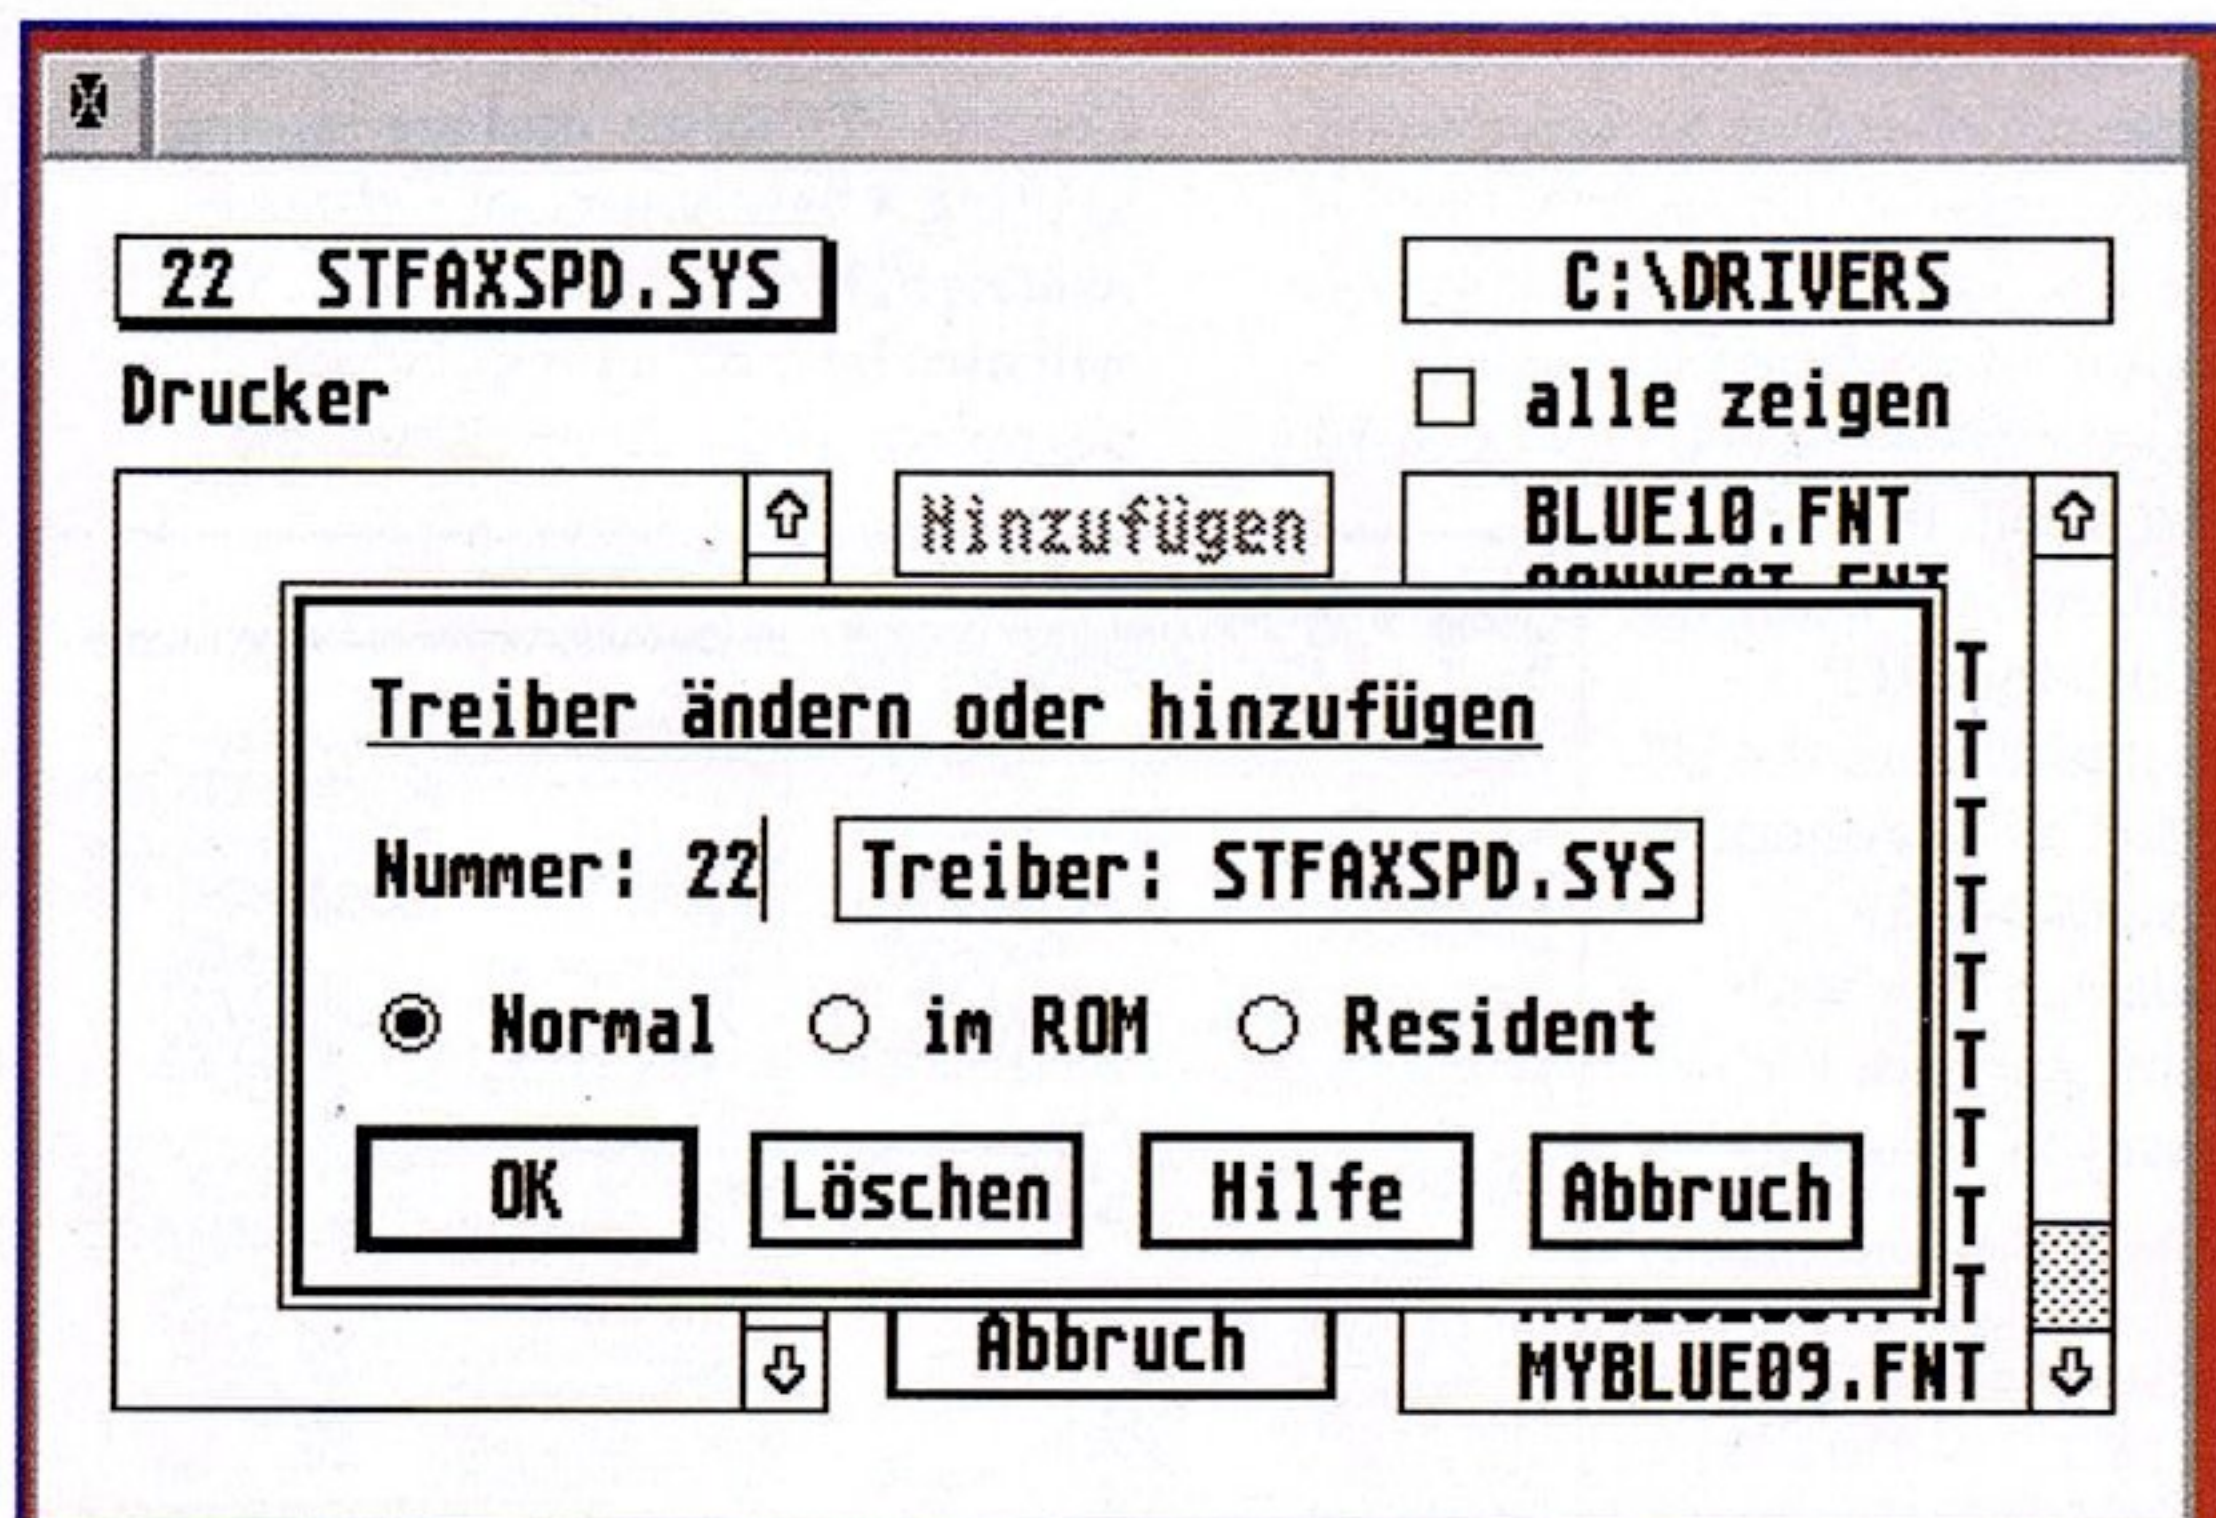 22 STFAXSPD.SYS
C:\DRIVERS
Drucker
alle zeigen
Hinzufügen
BLUE10.FNT
Treiber ändern oder hinzufügen
Nummer: 22
Treiber: STFAXSPD.SYS
Normal
im ROM
Resident
OK
Löschen
Hilfe
Abbruch
T
T
T
T
T
T
T
T
T
Abbruch
MYBLUE09.FNT